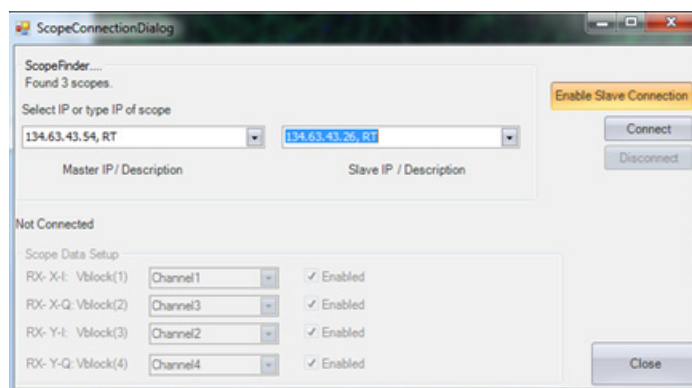 ScopeConnectionDialog
ScopeFinder....
Found 3 scopes.
Select IP or type IP of scope
134.63.43.54, RT
134.63.43.26, RT
Master IP / Description
Slave IP / Description
Enable Slave Connection
Connect
Disconnect
Not Connected
Scope Data Setup
RX- X-I: Vblock(1) Channel1 Enabled
RX- X-Q: Vblock(2) Channel3 Enabled
RX- Y-I: Vblock(3) Channel2 Enabled
RX- Y-Q: Vblock(4) Channel4 Enabled
Close